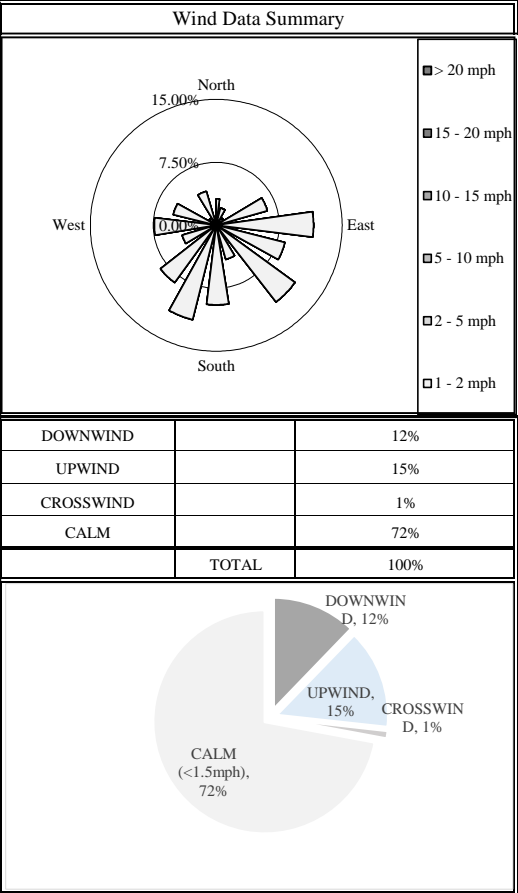 Wind Data Summary
North
15.00%
7.50%
West
0.00%
East
South
> 20 mph
15 - 20 mph
10 - 15 mph
5 - 10 mph
2 - 5 mph
1 - 2 mph
DOWNWIND 12%
UPWIND 15%
CROSSWIND 1%
CALM 72%
TOTAL 100%
DOWNWIN
D, 12%
UPWIND,
15%
CROSSWIN
D, 1%
CALM
(<1.5mph),
72%